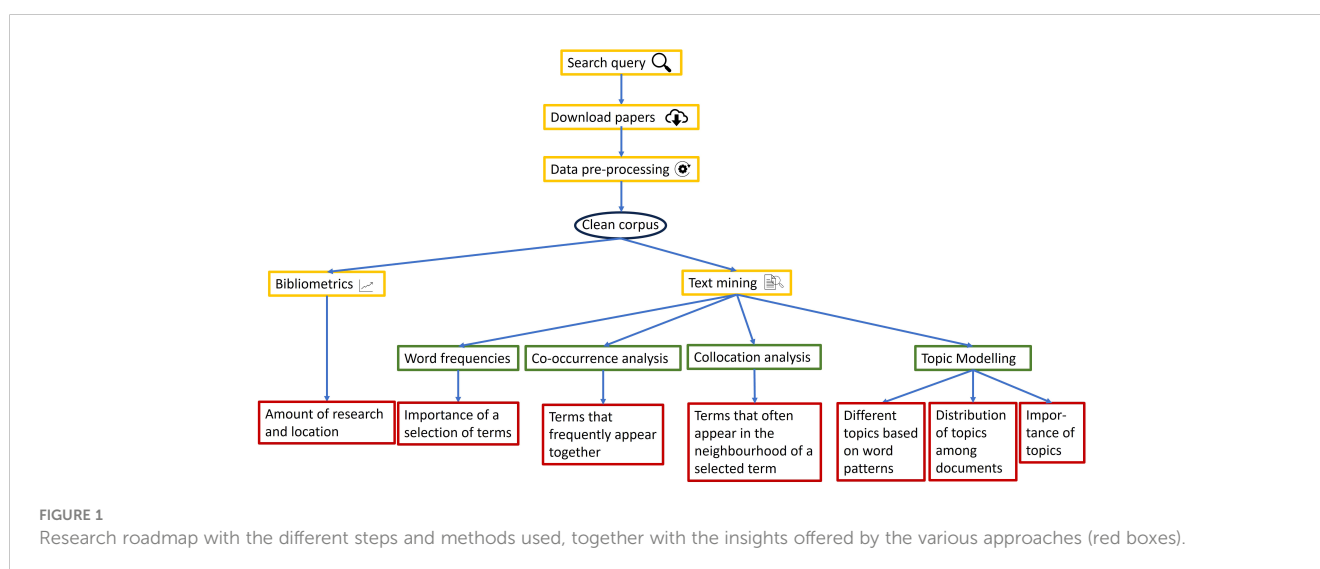 Search query
Download papers
Data pre-processing
Clean corpus
Bibliometrics
Text mining
Word frequencies
Co-occurrence analysis
Collocation analysis
Topic Modelling
Amount of research
and location
Importance of a
selection of terms
Terms that
frequently appear
together
Terms that often
appear in the
neighbourhood of a
selected term
Different
topics based
on word
patterns
Distribution
of topics
among
documents
Impor-
tance of
topics
FIGURE 1
Research roadmap with the different steps and methods used, together with the insights offered by the various approaches (red boxes).